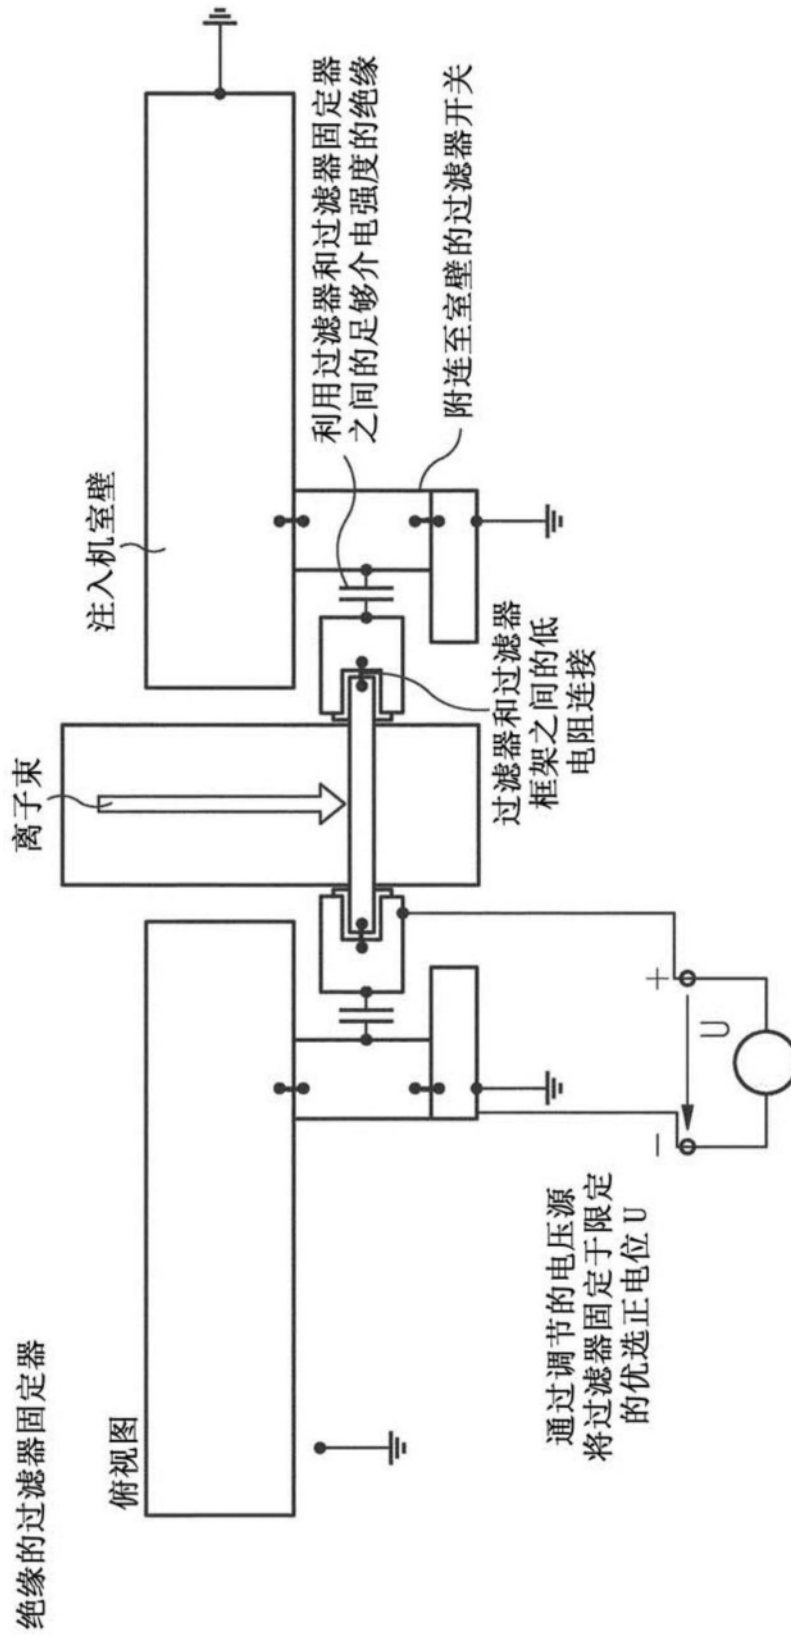 绝缘的过滤器固定器
俯视图
离子束
注入机室壁
利用过滤器和过滤器固定器
之间的足够介电强度的绝缘
附连至室壁的过滤器开关
过滤器和过滤器
框架之间的低
电阻连接
+
U
−
通过调节的电压源
将过滤器固定于限定
的优选正电位 U